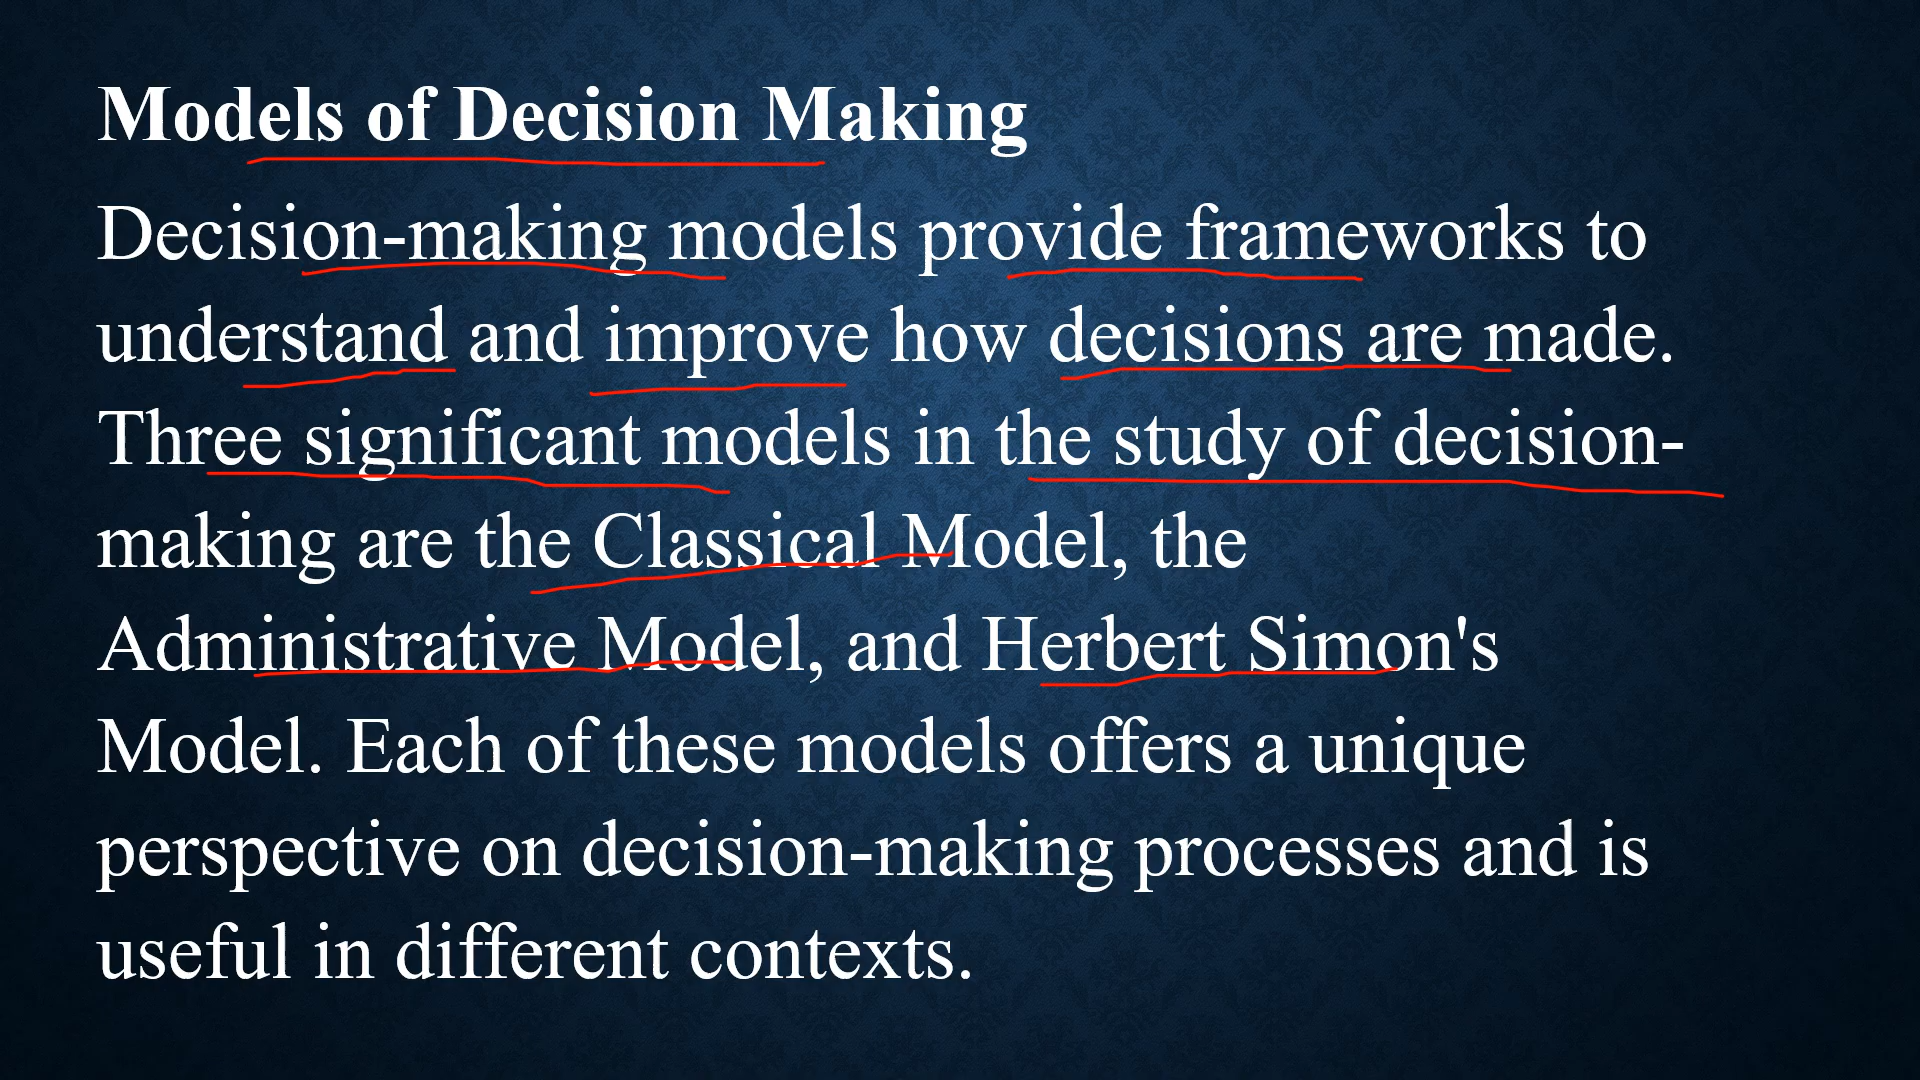 Models of Decision Making
Decision-making models provide frameworks to
understand and improve how decisions are made.
Three significant models in the study of decision-
making are the Classical Model, the
Administrative Model, and Herbert Simon's
Model. Each of these models offers a unique
perspective on decision-making processes and is
useful in different contexts.